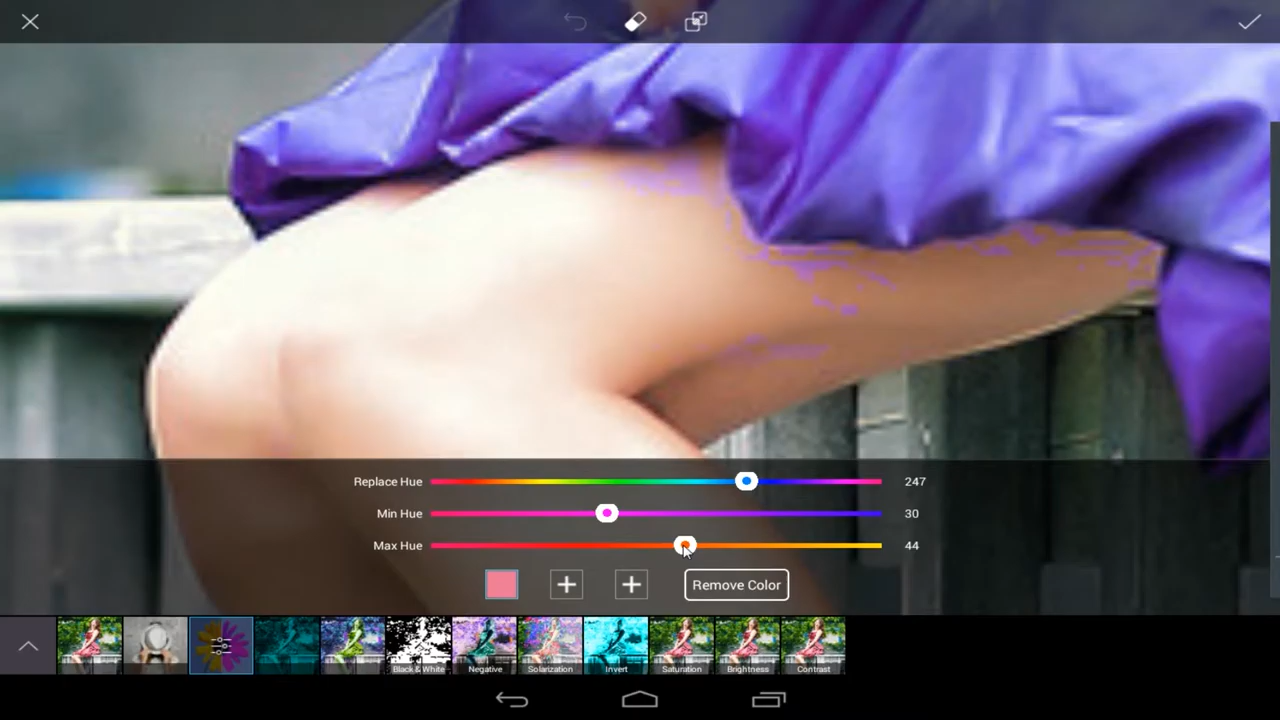 Replace Hue 247
Min Hue 30
Max Hue 44
Remove Color
Black & White Negative Solarization Invert Saturation Brightness Contrast